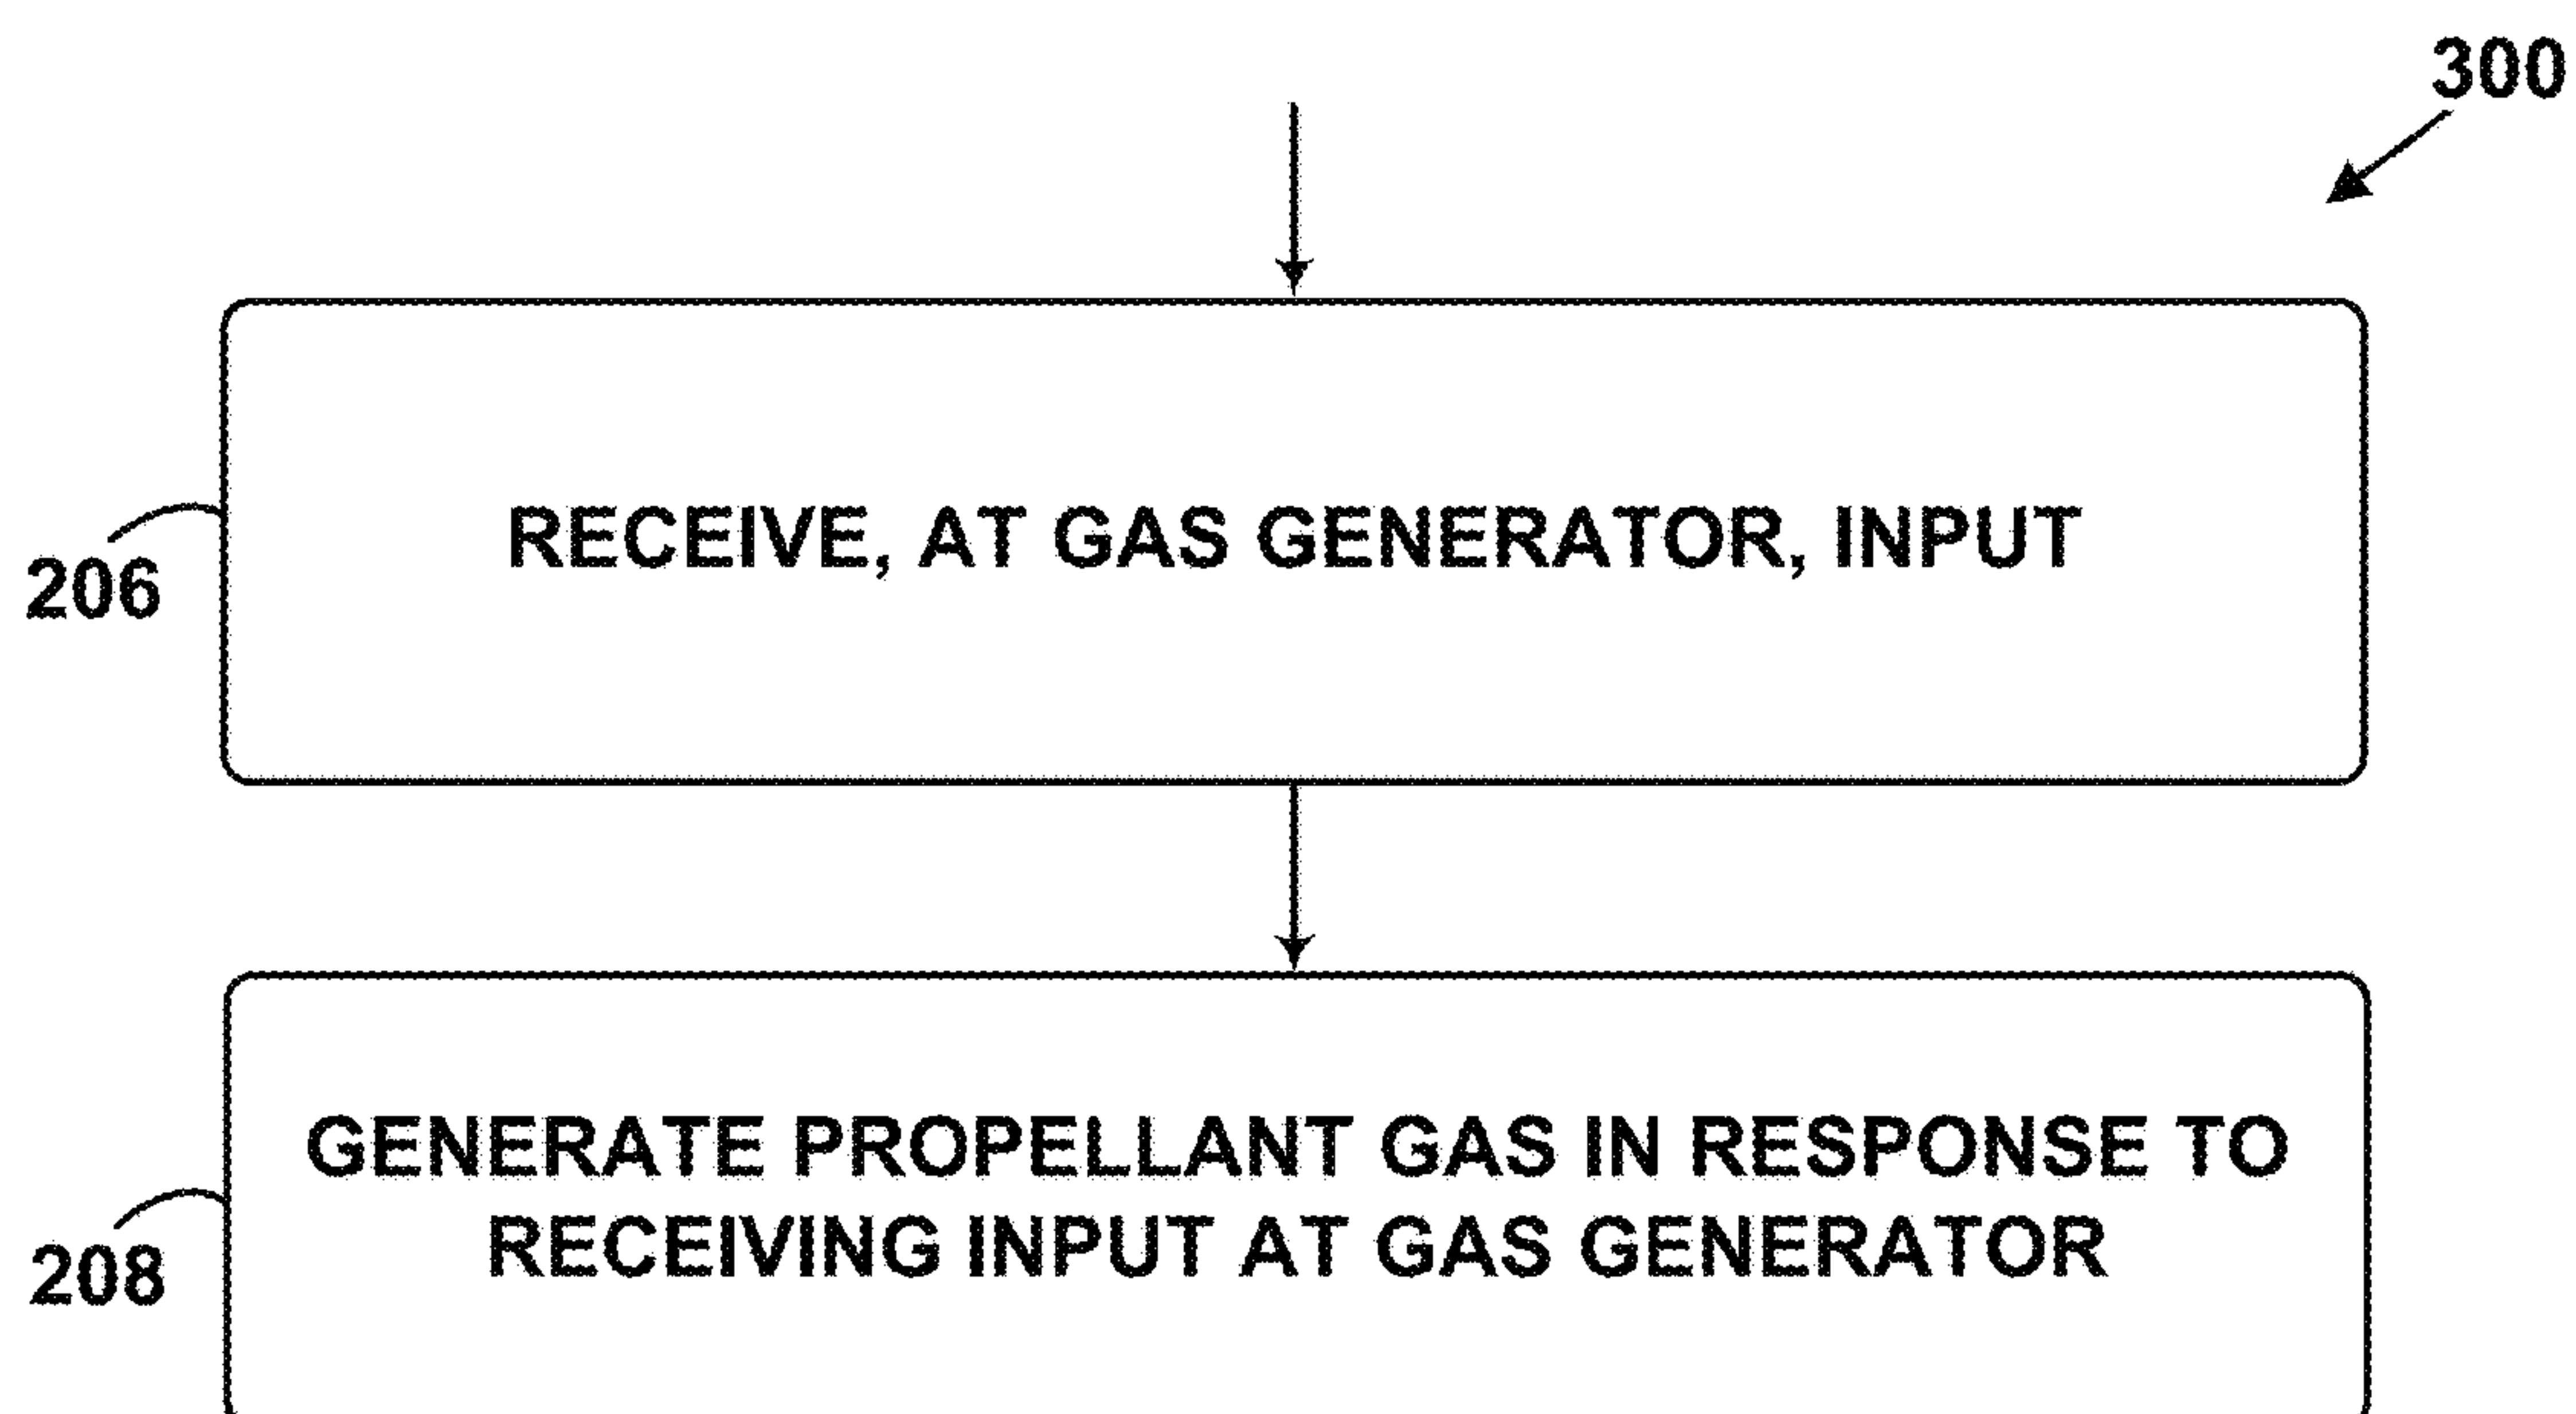 300
RECEIVE, AT GAS GENERATOR, INPUT
206
GENERATE PROPELLANT GAS IN RESPONSE TO
RECEIVING INPUT AT GAS GENERATOR
208